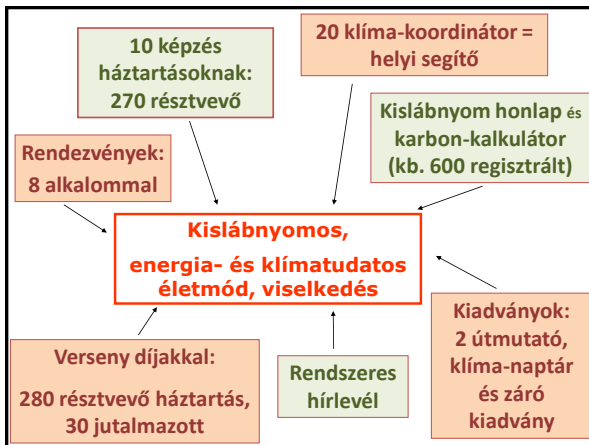 10 képzés
háztartásoknak:
270 résztvevő
20 klíma-koordinátor =
helyi segítő
Kislábnyom honlap és
karbon-kalkulátor
(kb. 600 regisztrált)
Rendezvények:
8 alkalommal
Kislábnyomos,
energia- és klímatudatos
életmód, viselkedés
Verseny díjakkal:
280 résztvevő háztartás,
30 jutalmazott
Rendszeres
hírlevél
Kiadványok:
2 útmutató,
klíma-naptár
és záró
kiadvány